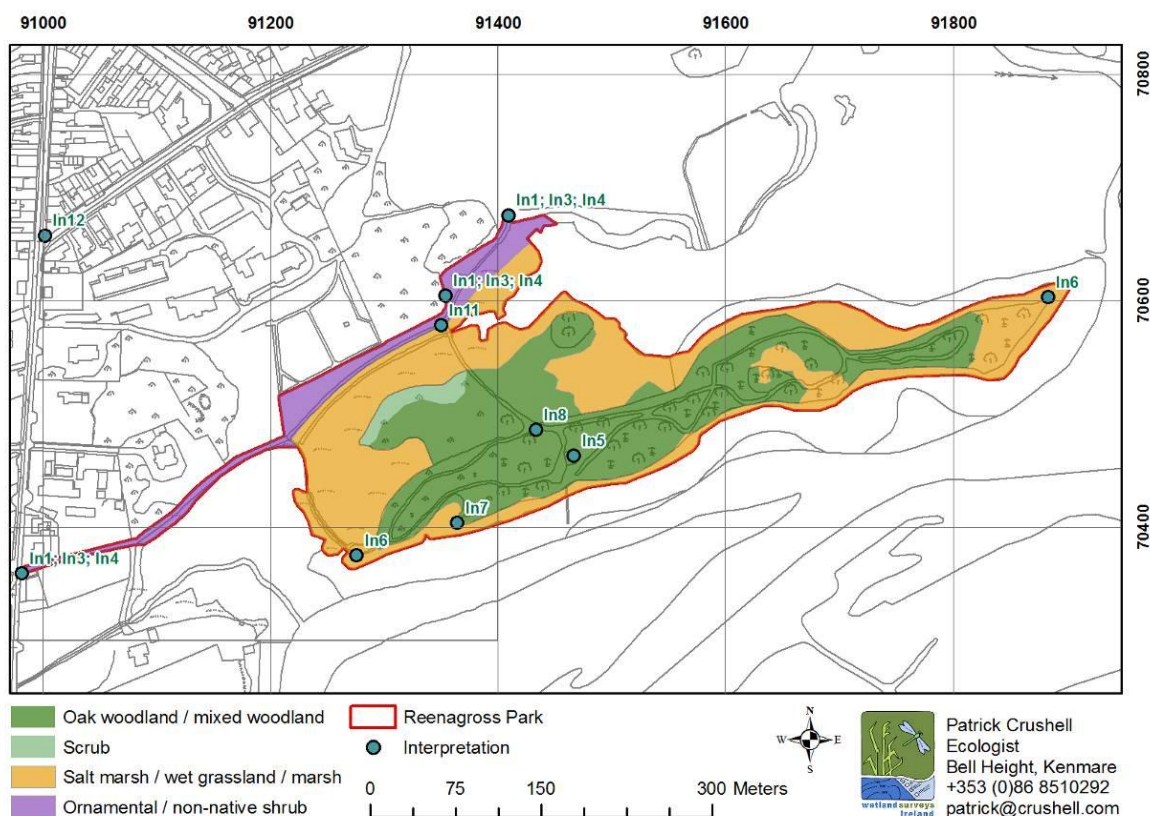 91000 91200 91400 91600 91800
70800
In1; In3; In4
In12
In1; In3; In4
In6
In11
70600
In8
In5
In7
In6
70400
In1; In3; In4
Oak woodland / mixed woodland
Scrub
Salt marsh / wet grassland / marsh
Ornamental / non-native shrub
Reenagross Park
Interpretation
0 75 150 300 Meters
N
W E
S
wetland surveys
Ireland
Patrick Crushell
Ecologist
Bell Height, Kenmare
+353 (0)86 8510292
patrick@crushell.com